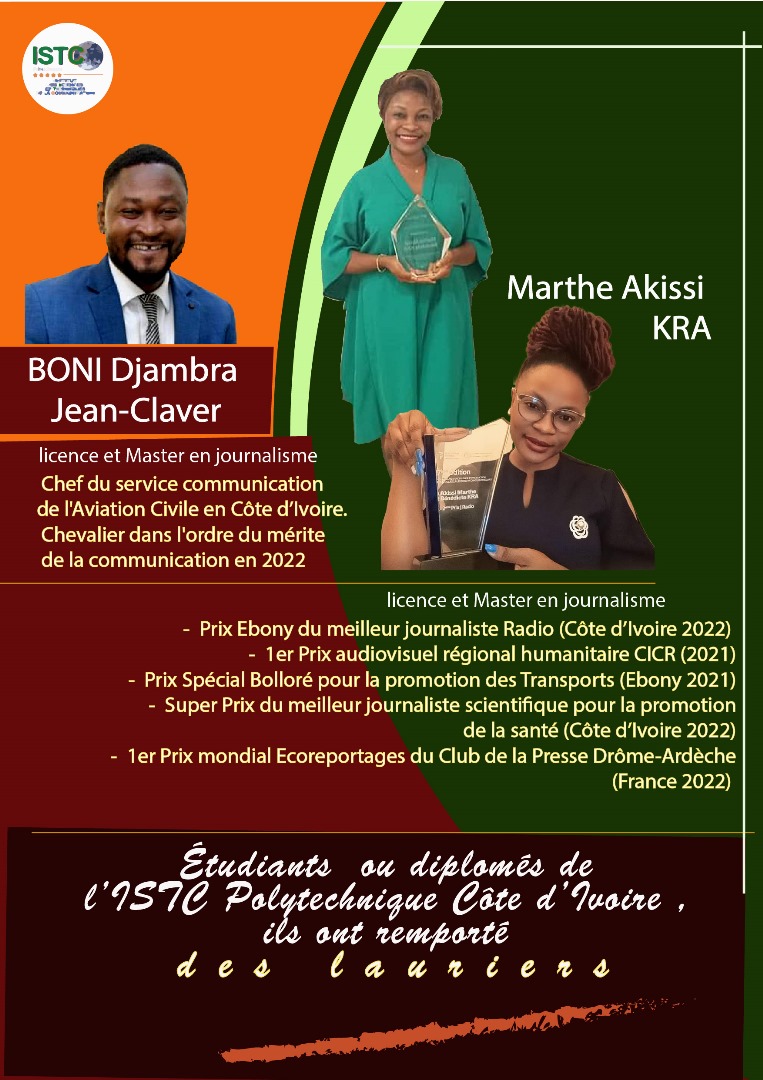 ISTC
BONI Djambra
Jean-Claver
licence et Master en journalisme
Chef du service communication
de l'Aviation Civile en Côte d'Ivoire.
Chevalier dans l'ordre du mérite
de la communication en 2022
Marthe Akissi
KRA
Akissi Marthe
KRA
Prix Radio
licence et Master en journalisme
- Prix Ebony du meilleur journaliste Radio (Côte d'Ivoire 2022)
- 1er Prix audiovisuel régional humanitaire CICR (2021)
- Prix Spécial Bolloré pour la promotion des Transports (Ebony 2021)
- Super Prix du meilleur journaliste scientifique pour la promotion
de la santé (Côte d'Ivoire 2022)
- 1er Prix mondial Ecoreportages du Club de la Presse Drôme-Ardèche
(France 2022)
Étudiants ou diplomés de
l'ISTC Polytechnique Côte d'Ivoire ,
ils ont remporté
des lauriers